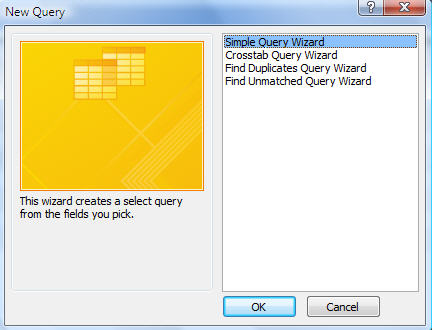 New Query
?
X
Simple Query Wizard
Crosstab Query Wizard
Find Duplicates Query Wizard
Find Unmatched Query Wizard
This wizard creates a select query
from the fields you pick.
OK
Cancel